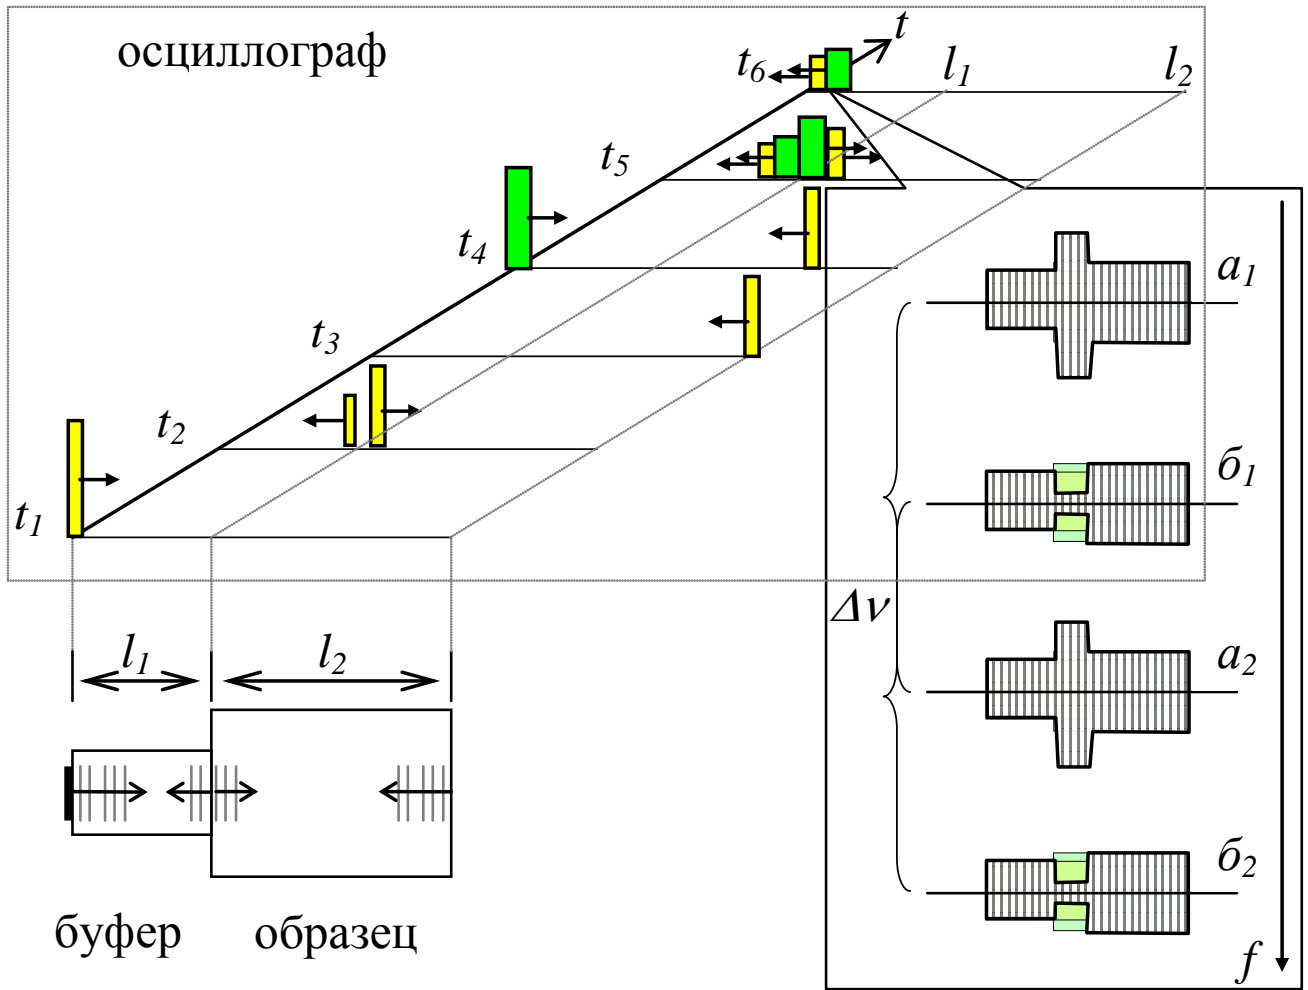 осциллограф
t
t₆
l₁
l₂
t₅
t₄
a₁
t₃
t₂
б₁
t₁
Δν
l₁
l₂
a₂
б₂
буфер
образец
f